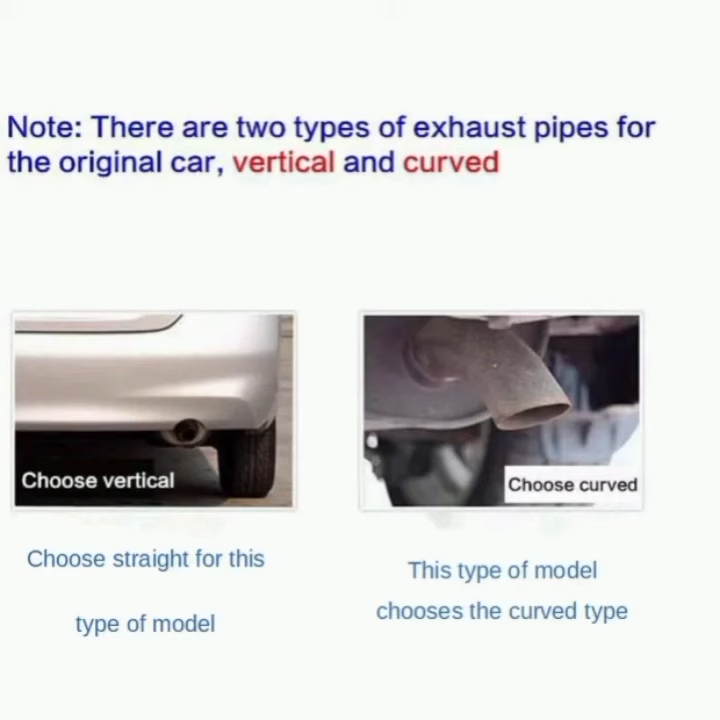 Note: There are two types of exhaust pipes for
the original car, vertical and curved
Choose vertical
Choose curved
Choose straight for this
type of model
This type of model
chooses the curved type